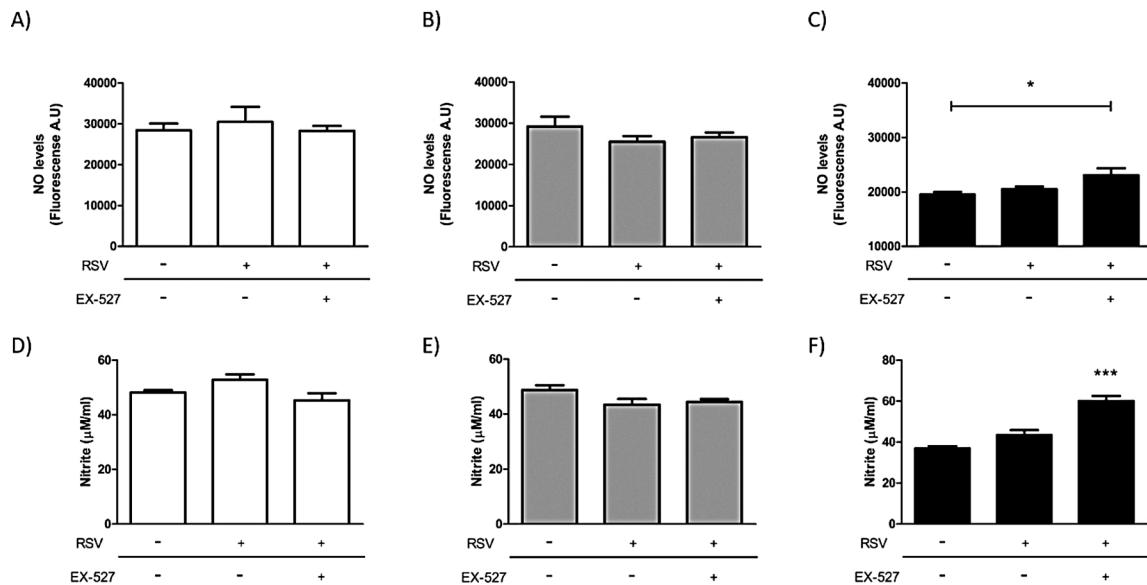 A)
NO levels
(Fluorescense A.U)
40000
30000
20000
10000
0
RSV - + +
EX-527 - - +
B)
NO levels
(Fluorescense A.U)
40000
30000
20000
10000
0
RSV - + +
EX-527 - - +
C)
NO levels
(Fluorescense A.U)
40000
30000
20000
10000
*
RSV - + +
EX-527 - - +
D)
Nitrite (μM/ml)
60
40
20
0
RSV - + +
EX-527 - - +
E)
Nitrite (μM/ml)
60
40
20
0
RSV - + +
EX-527 - - +
F)
Nitrite (μM/ml)
80
60
40
20
0
***
RSV - + +
EX-527 - - +